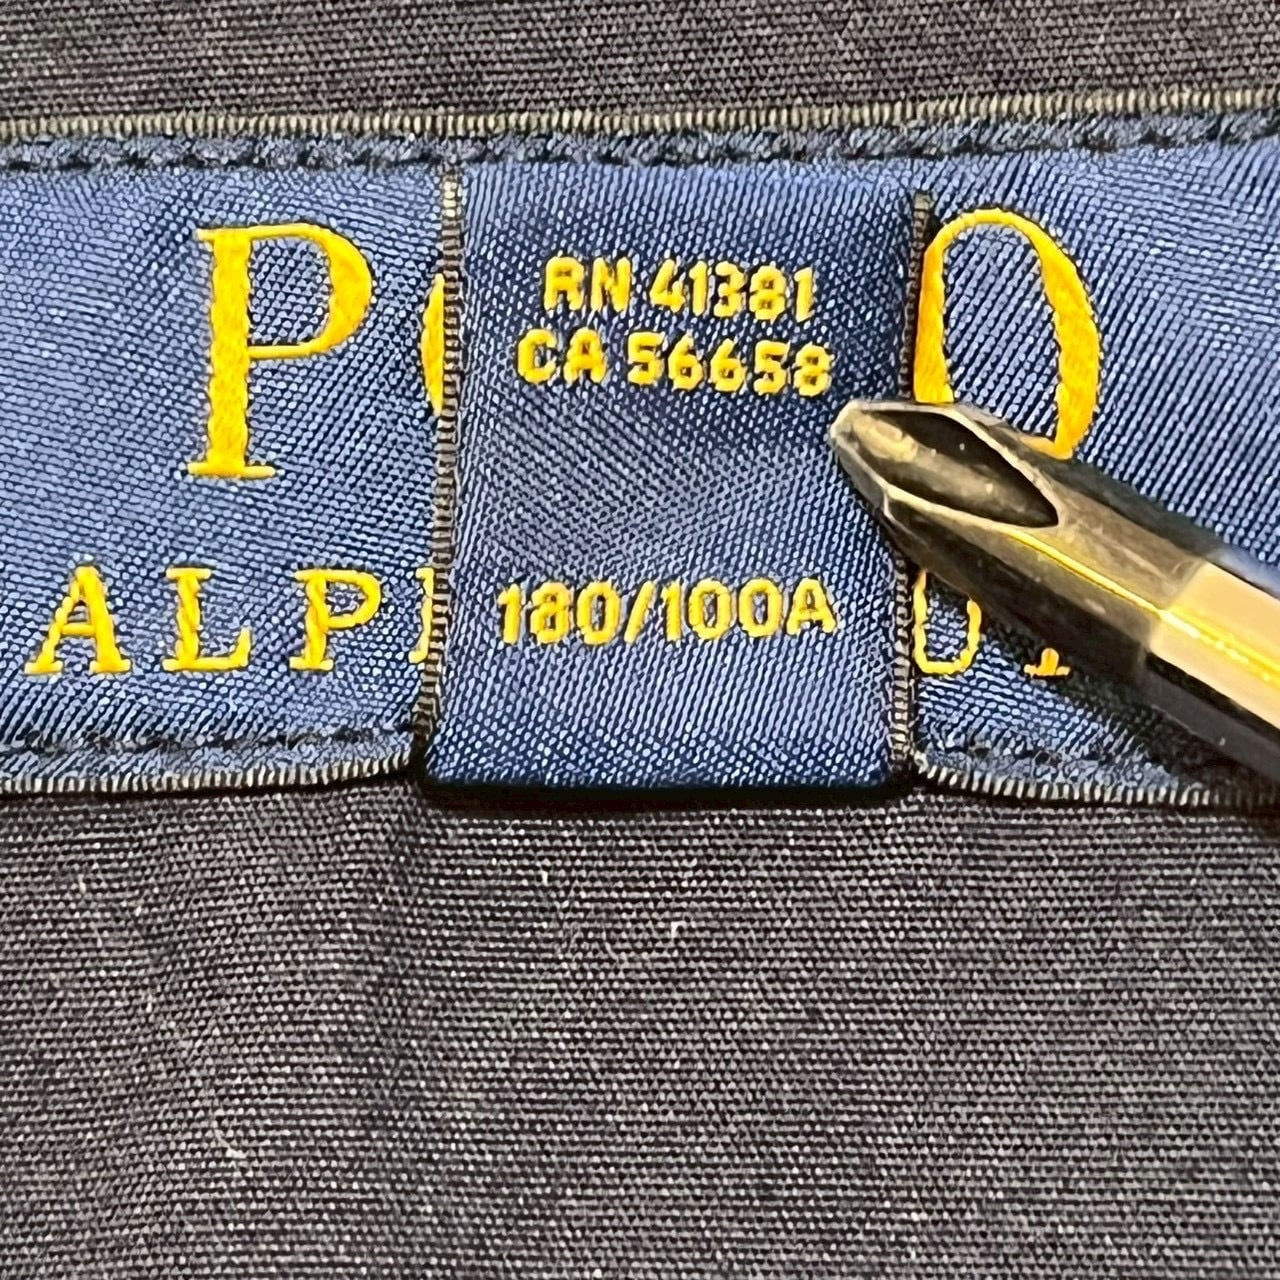 P O
RN 41381
CA 56658
ALP
180/100A